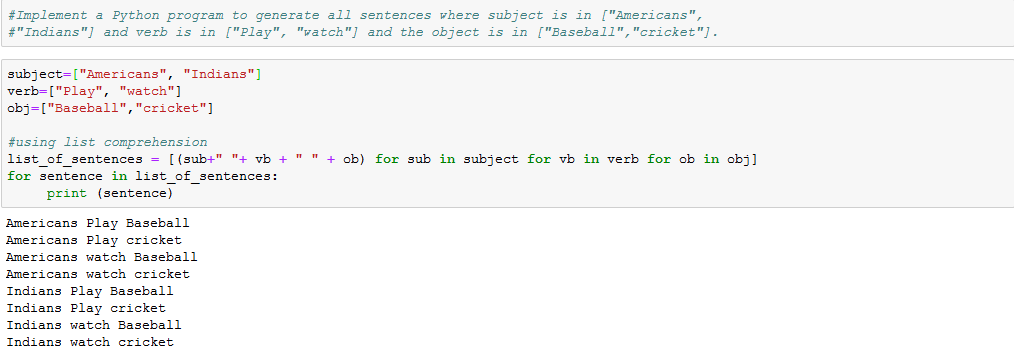 #Implement a Python program to generate all sentences where subject is in ["Americans",
#"Indians"] and verb is in ["Play", "watch"] and the object is in ["Baseball","cricket"].
subject=["Americans", "Indians"]
verb=["Play", "watch"]
obj=["Baseball","cricket"]
#using list comprehension
list_of_sentences = [(sub+" "+ vb + " " + ob) for sub in subject for vb in verb for ob in obj]
for sentence in list_of_sentences:
     print (sentence)
Americans Play Baseball
Americans Play cricket
Americans watch Baseball
Americans watch cricket
Indians Play Baseball
Indians Play cricket
Indians watch Baseball
Indians watch cricket